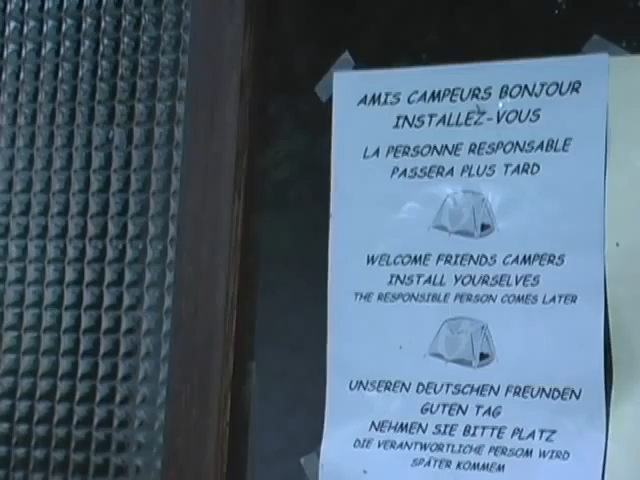 AMIS CAMPEURS BONJOUR
INSTALLEZ-VOUS
LA PERSONNE RESPONSABLE
PASSERA PLUS TARD
WELCOME FRIENDS CAMPERS
INSTALL YOURSELVES
THE RESPONSIBLE PERSON COMES LATER
UNSEREN DEUTSCHEN FREUNDEN
GUTEN TAG
NEHMEN SIE BITTE PLATZ
DIE VERANTWORTLICHE PERSOM WIRD
SPÄTER KOMMEM